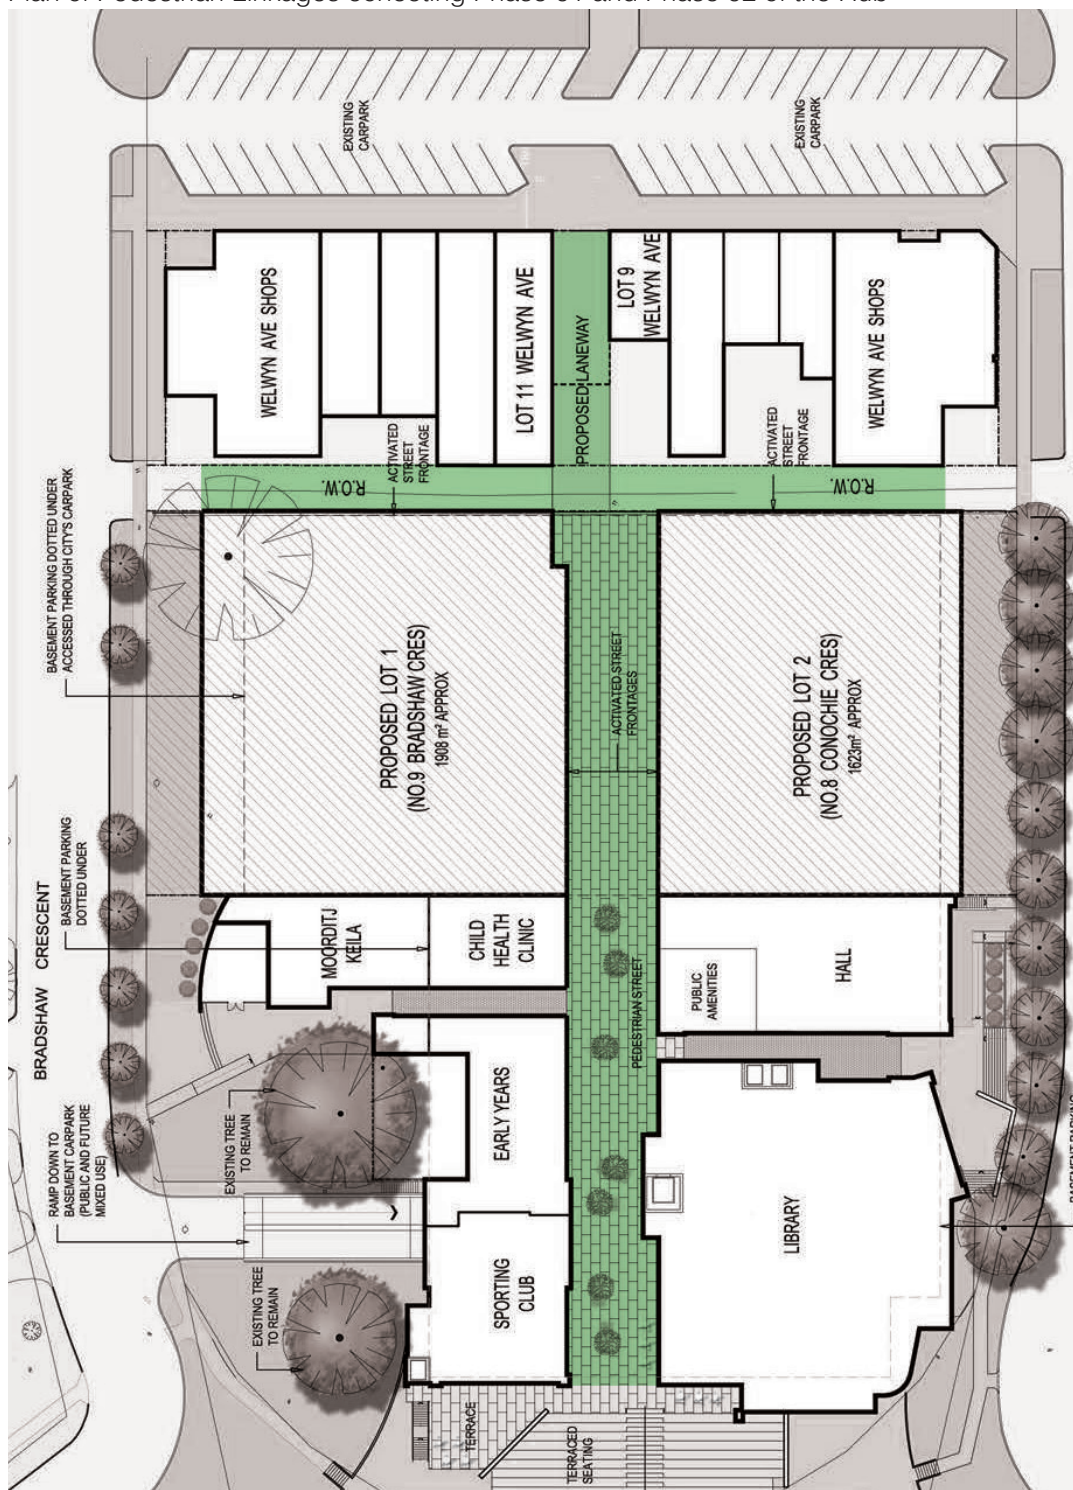 Plan of Pedestrian Linkages connecting Phase 01 and Phase 02 of the Hub
EXISTING
CARPARK
EXISTING
CARPARK
WELWYN AVE SHOPS
LOT 11 WELWYN AVE
PROPOSED LANEWAY
LOT 9
WELWYN AVE
WELWYN AVE SHOPS
ACTIVATED
STREET
FRONTAGE
ACTIVATED
STREET
FRONTAGE
R.O.W.
R.O.W.
BASEMENT PARKING DOTTED UNDER
ACCESSED THROUGH CITY'S CARPARK
PROPOSED LOT 1
(NO.9 BRADSHAW CRES)
1908 m² APPROX
ACTIVATED STREET
FRONTAGES
PROPOSED LOT 2
(NO.8 CONOCHIE CRES)
1623m² APPROX
BASEMENT PARKING
DOTTED UNDER
BRADSHAW CRESCENT
MOORDITJ
KEILA
CHILD
HEALTH
CLINIC
PEDESTRIAN STREET
PUBLIC
AMENITIES
HALL
RAMP DOWN TO
BASEMENT CARPARK
(PUBLIC AND FUTURE
MIXED USE)
EXISTING TREE
TO REMAIN
EARLY YEARS
EXISTING TREE
TO REMAIN
SPORTING
CLUB
LIBRARY
BASEMENT PARKING
TERRACE
TERRACED
SEATING